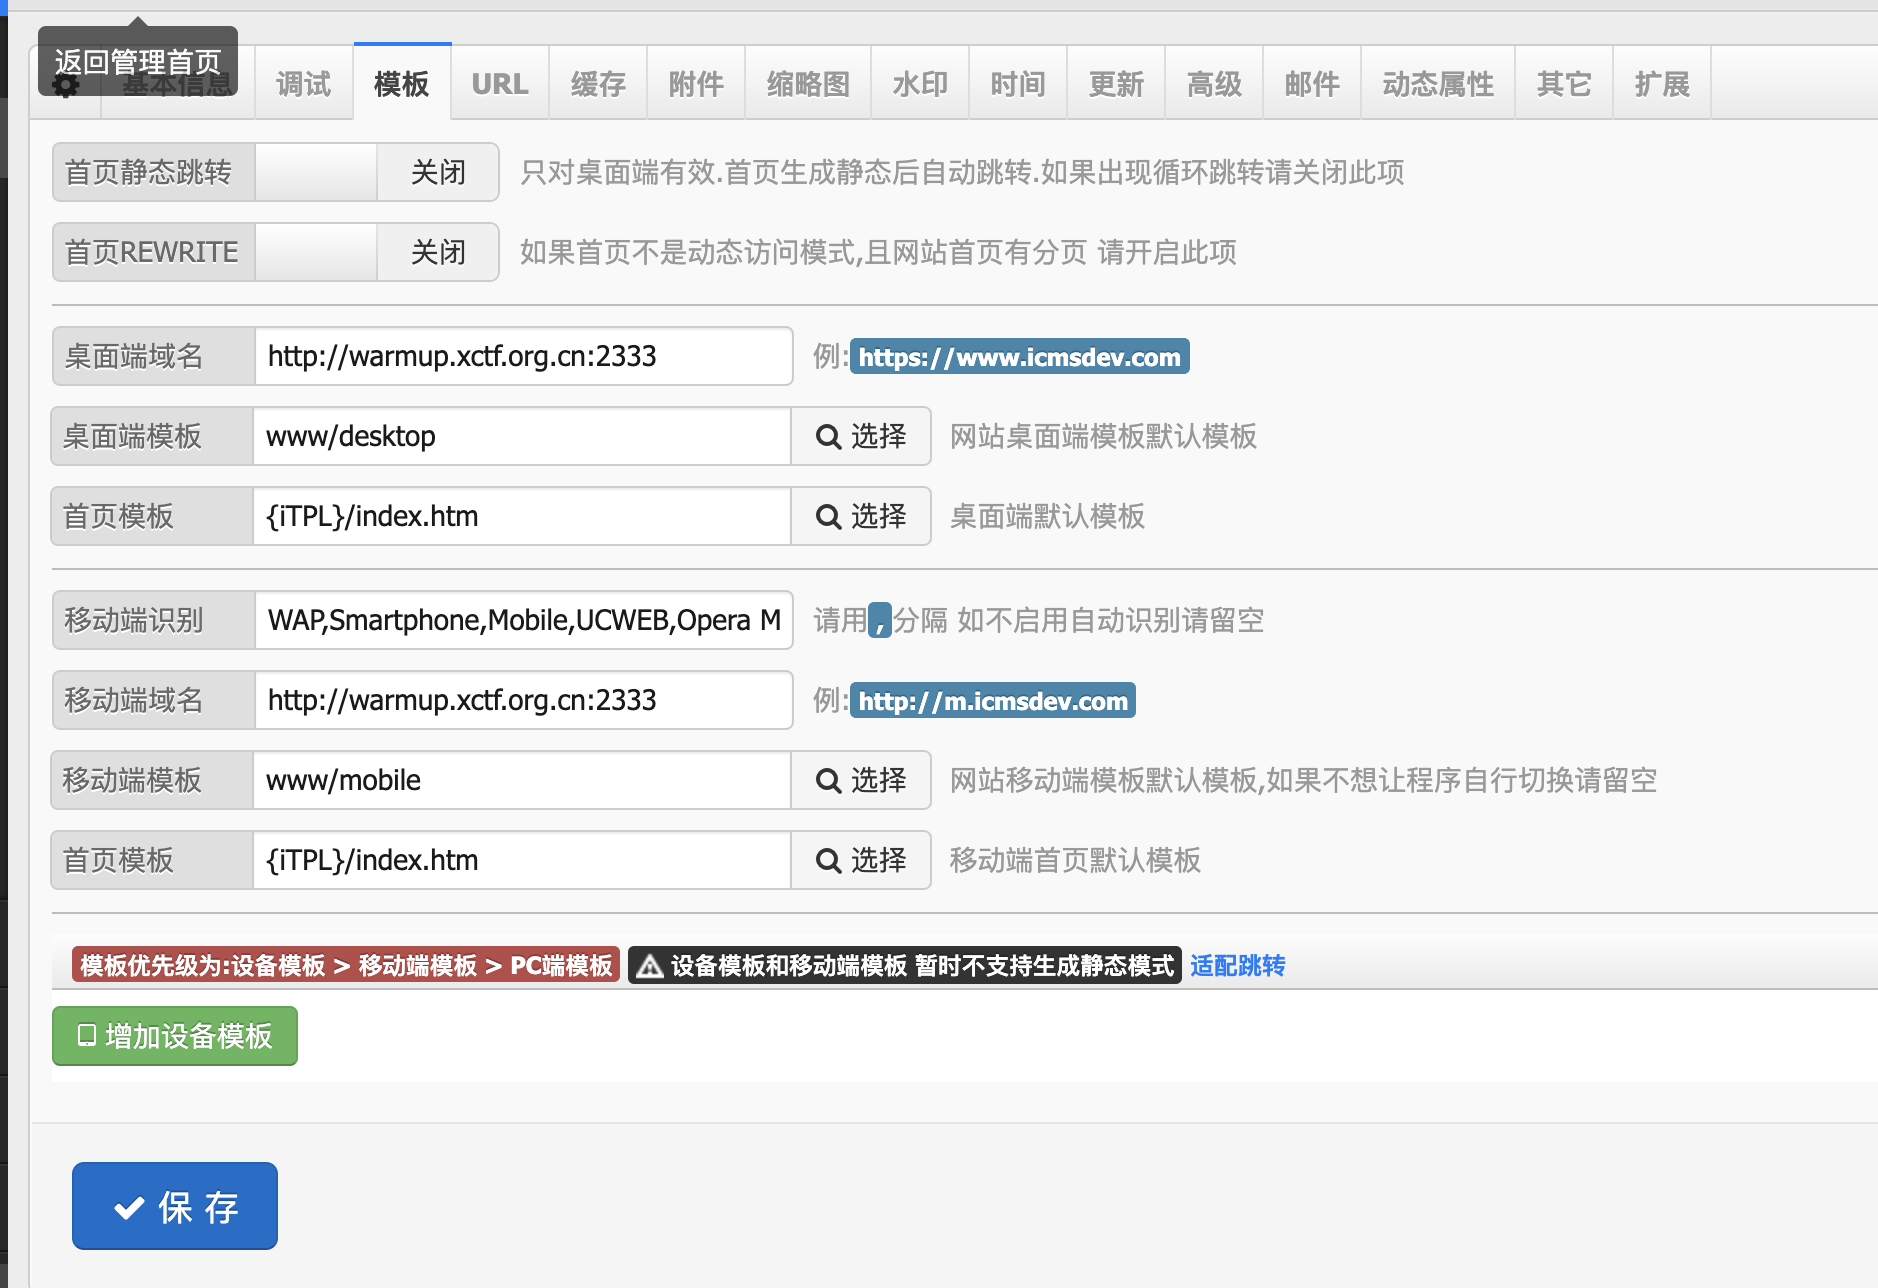 返回管理首页
基本信息 调试 模板 URL 缓存 附件 缩略图 水印 时间 更新 高级 邮件 动态属性 其它 扩展
首页静态跳转 关闭 只对桌面端有效.首页生成静态后自动跳转.如果出现循环跳转请关闭此项
首页REWRITE 关闭 如果首页不是动态访问模式,且网站首页有分页 请开启此项
桌面端域名 http://warmup.xctf.org.cn:2333 例:https://www.icmsdev.com
桌面端模板 www/desktop 选择 网站桌面端模板默认模板
首页模板 {iTPL}/index.htm 选择 桌面端默认模板
移动端识别 WAP,Smartphone,Mobile,UCWEB,Opera M 请用,分隔 如不启用自动识别请留空
移动端域名 http://warmup.xctf.org.cn:2333 例:http://m.icmsdev.com
移动端模板 www/mobile 选择 网站移动端模板默认模板,如果不想让程序自行切换请留空
首页模板 {iTPL}/index.htm 选择 移动端首页默认模板
模板优先级为:设备模板 > 移动端模板 > PC端模板 设备模板和移动端模板 暂时不支持生成静态模式 适配跳转
增加设备模板
保 存